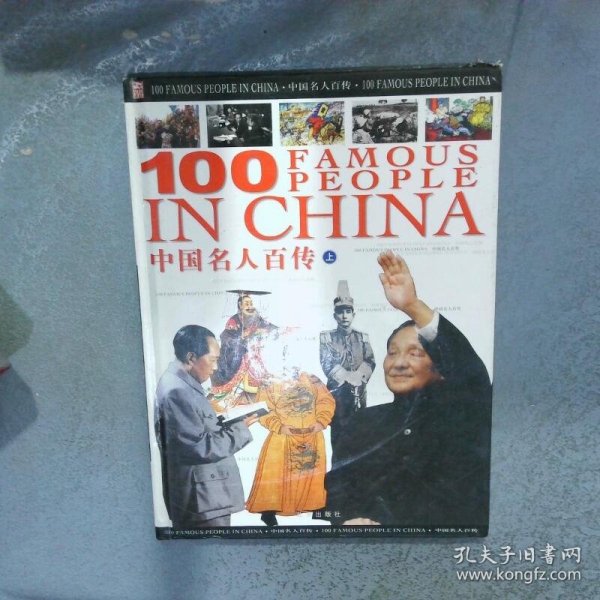 100 FAMOUS PEOPLE IN CHINA · 中国名人百传 · 100 FAMOUS PEOPLE IN CHINA
100 FAMOUS
PEOPLE
IN CHINA
中国名人百传 上
出版社
100 FAMOUS PEOPLE IN CHINA · 中国名人百传 · 100 FAMOUS PEOPLE IN CHINA · 中国名人百传
孔夫子旧书网
www.kongfz.com